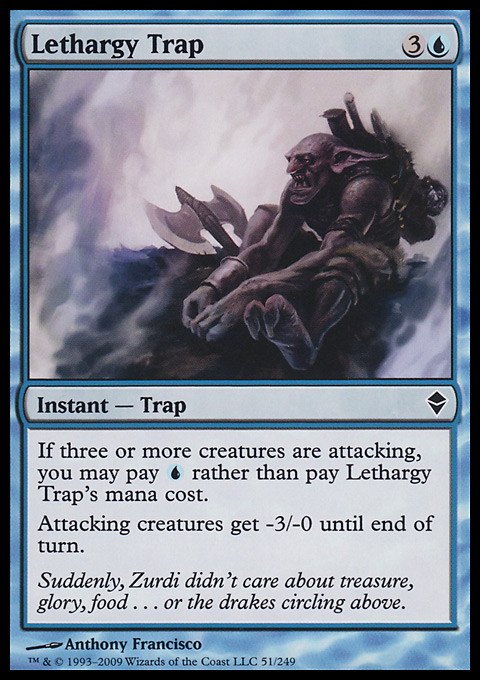 Lethargy Trap 3
Instant — Trap
If three or more creatures are attacking,
you may pay rather than pay Lethargy
Trap's mana cost.
Attacking creatures get -3/-0 until end of
turn.
Suddenly, Zurdi didn't care about treasure,
glory, food . . . or the drakes circling above.
Anthony Francisco
™ & © 1993–2009 Wizards of the Coast LLC 51/249